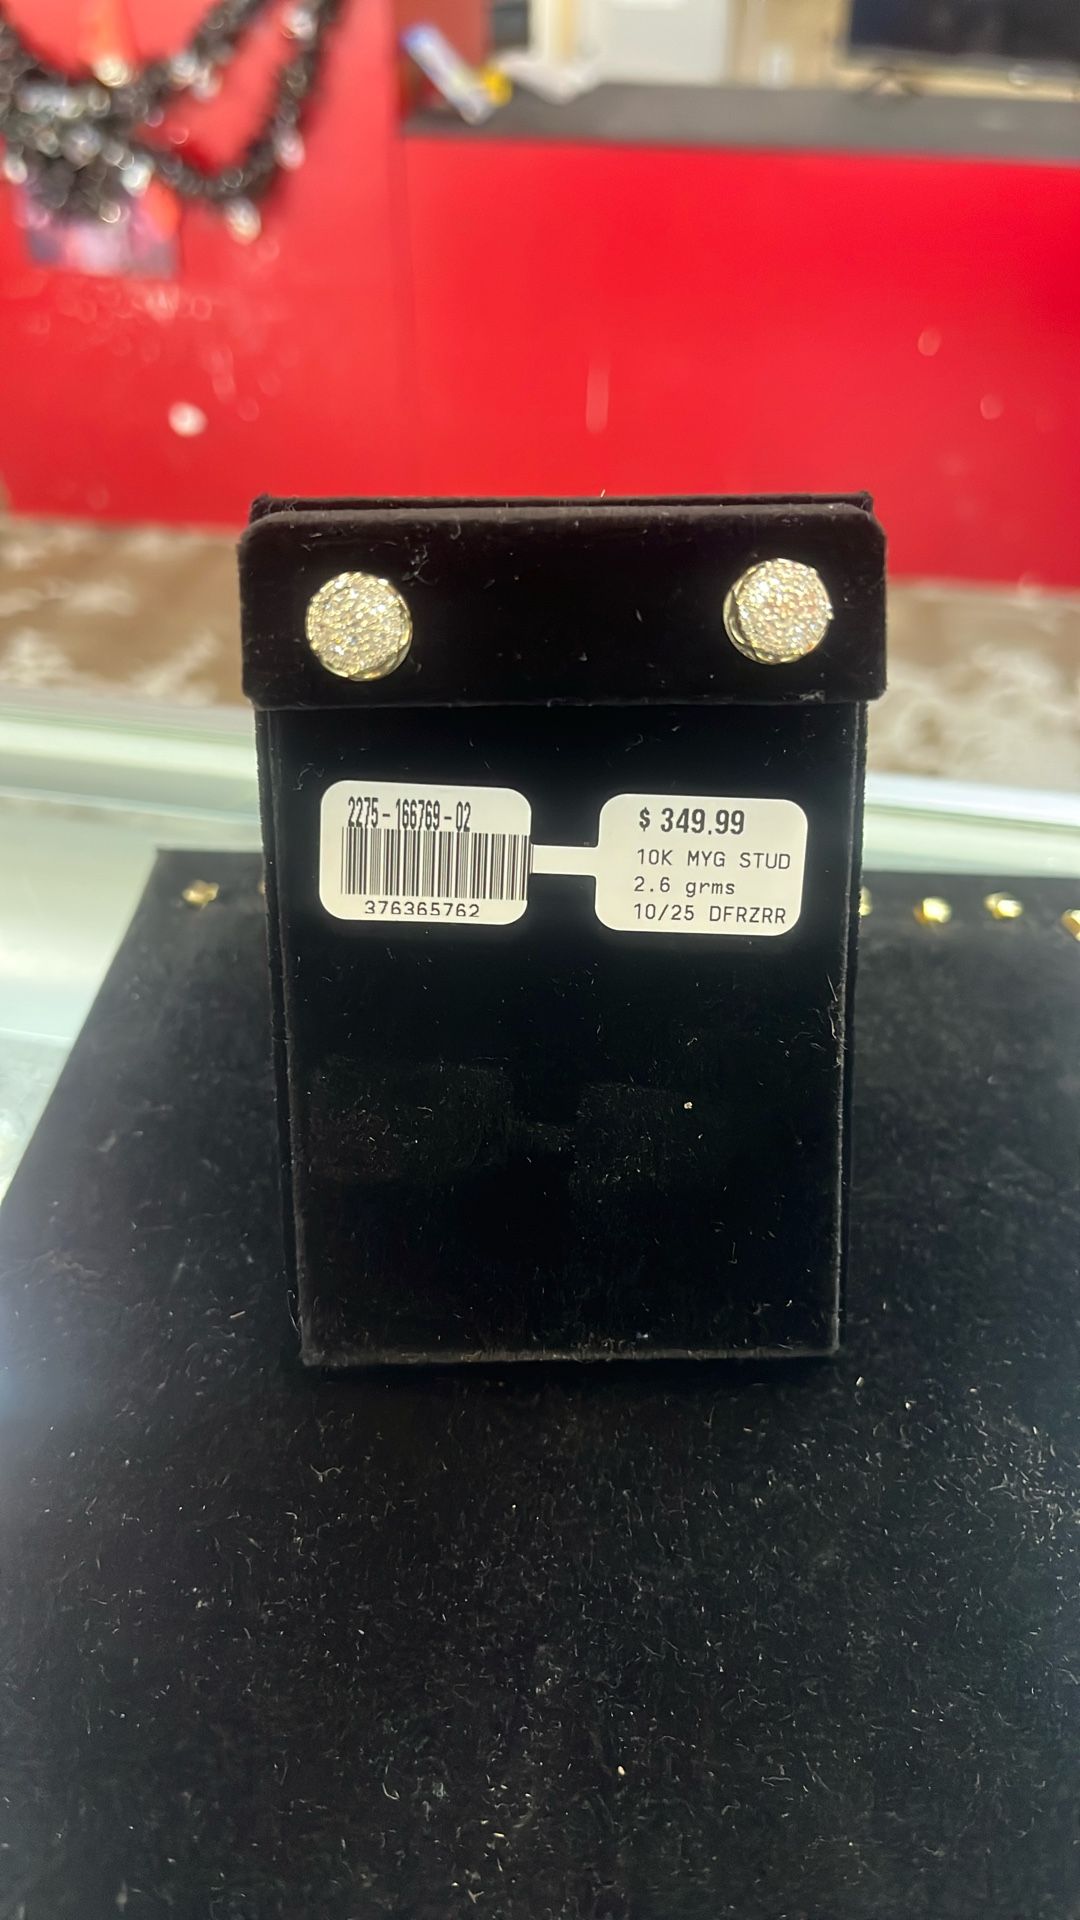 2275-166769-02
376365762
$ 349.99
10K MYG STUD
2.6 grms
10/25 DFRZRR